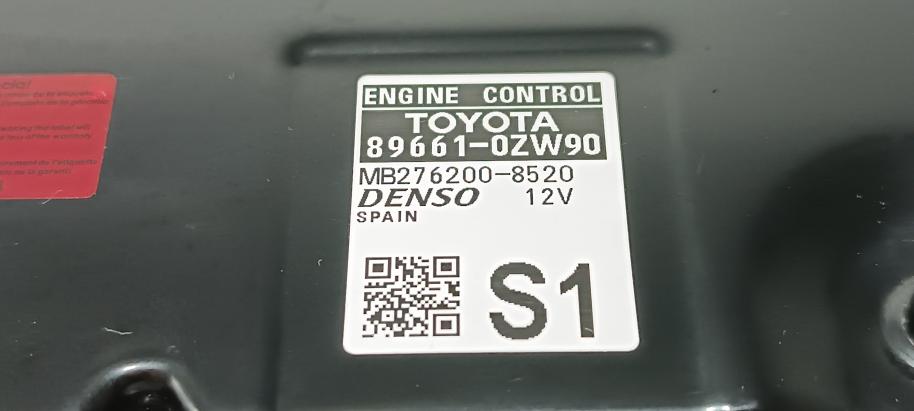 ENGINE CONTROL
TOYOTA
89661-0ZW90
MB276200-8520
DENSO 12V
SPAIN
S1